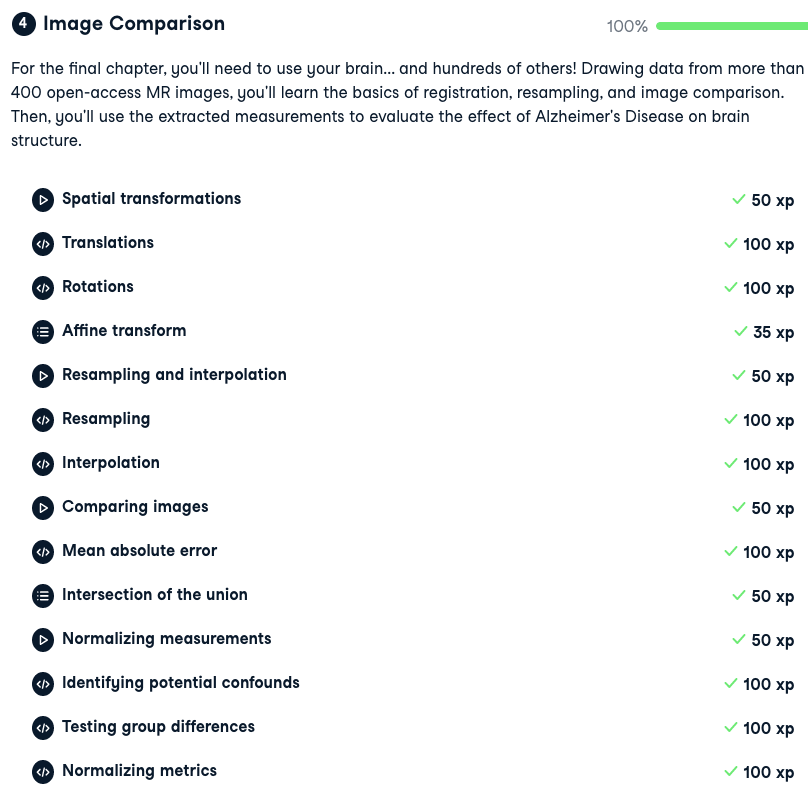 4 Image Comparison 100%
For the final chapter, you'll need to use your brain... and hundreds of others! Drawing data from more than
400 open-access MR images, you'll learn the basics of registration, resampling, and image comparison.
Then, you'll use the extracted measurements to evaluate the effect of Alzheimer's Disease on brain
structure.
Spatial transformations 50 xp
Translations 100 xp
Rotations 100 xp
Affine transform 35 xp
Resampling and interpolation 50 xp
Resampling 100 xp
Interpolation 100 xp
Comparing images 50 xp
Mean absolute error 100 xp
Intersection of the union 50 xp
Normalizing measurements 50 xp
Identifying potential confounds 100 xp
Testing group differences 100 xp
Normalizing metrics 100 xp